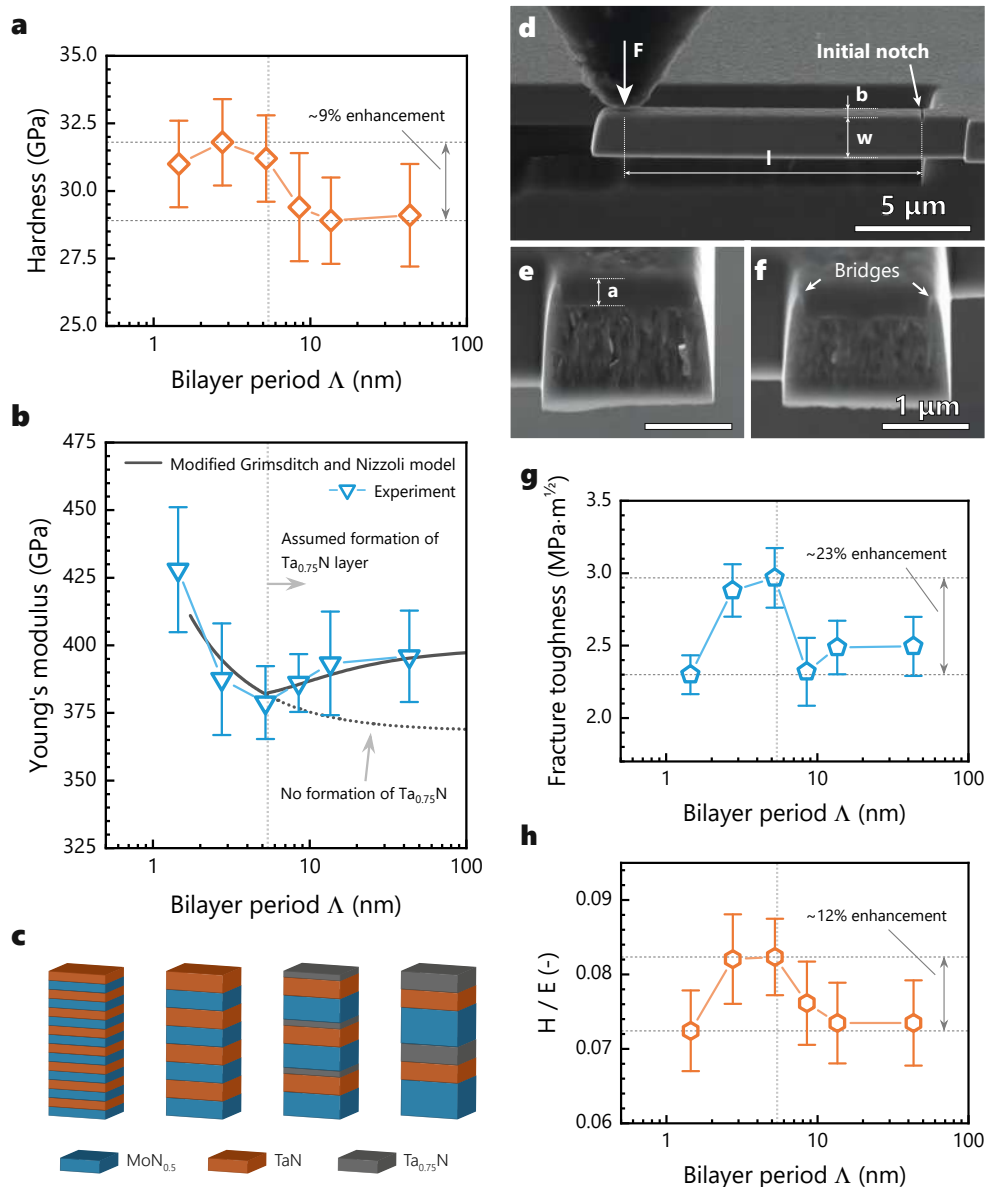 a
Hardness (GPa)
35.0
32.5
30.0
27.5
25.0
~9% enhancement
1
10
100
Bilayer period Λ (nm)
b
Young's modulus (GPa)
475
450
425
400
375
350
325
Modified Grimsditch and Nizzoli model
Experiment
Assumed formation of
Ta0.75N layer
No formation of Ta0.75N
1
10
100
Bilayer period Λ (nm)
c
MoN0.5
TaN
Ta0.75N
d
F
Initial notch
b
w
l
5 μm
e
a
f
Bridges
1 μm
g
Fracture toughness (MPa·m½)
3.5
3.0
2.5
2.0
~23% enhancement
1
10
100
Bilayer period Λ (nm)
h
H / E (-)
0.09
0.08
0.07
0.06
~12% enhancement
1
10
100
Bilayer period Λ (nm)